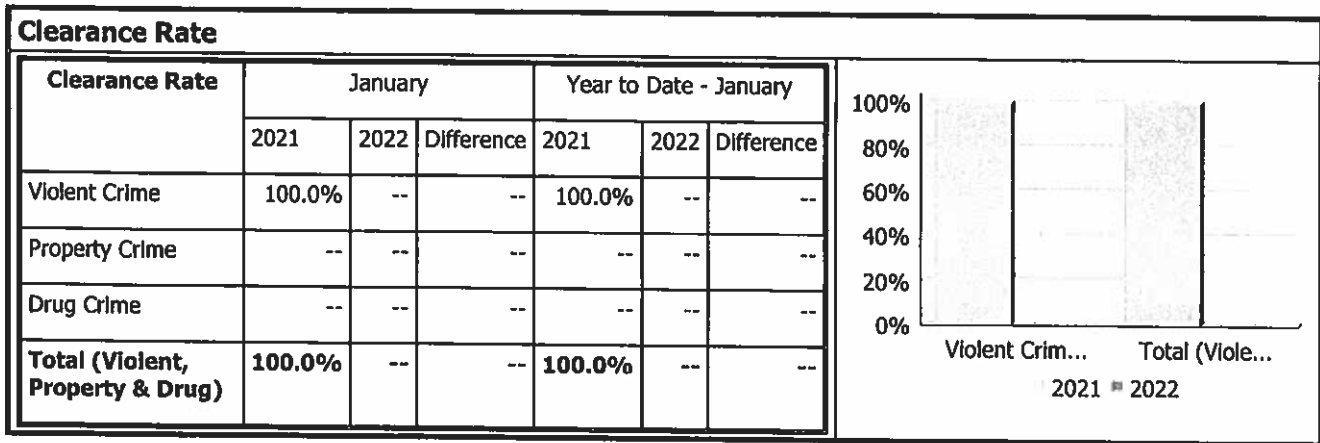 Clearance Rate
Clearance Rate January Year to Date - January
2021 2022 Difference 2021 2022 Difference
Violent Crime 100.0% -- -- 100.0% -- --
Property Crime -- -- -- -- -- --
Drug Crime -- -- -- -- -- --
Total (Violent,
Property & Drug) 100.0% -- -- 100.0% -- --
100%
80%
60%
40%
20%
0%
Violent Crim... Total (Viole...
2021 2022